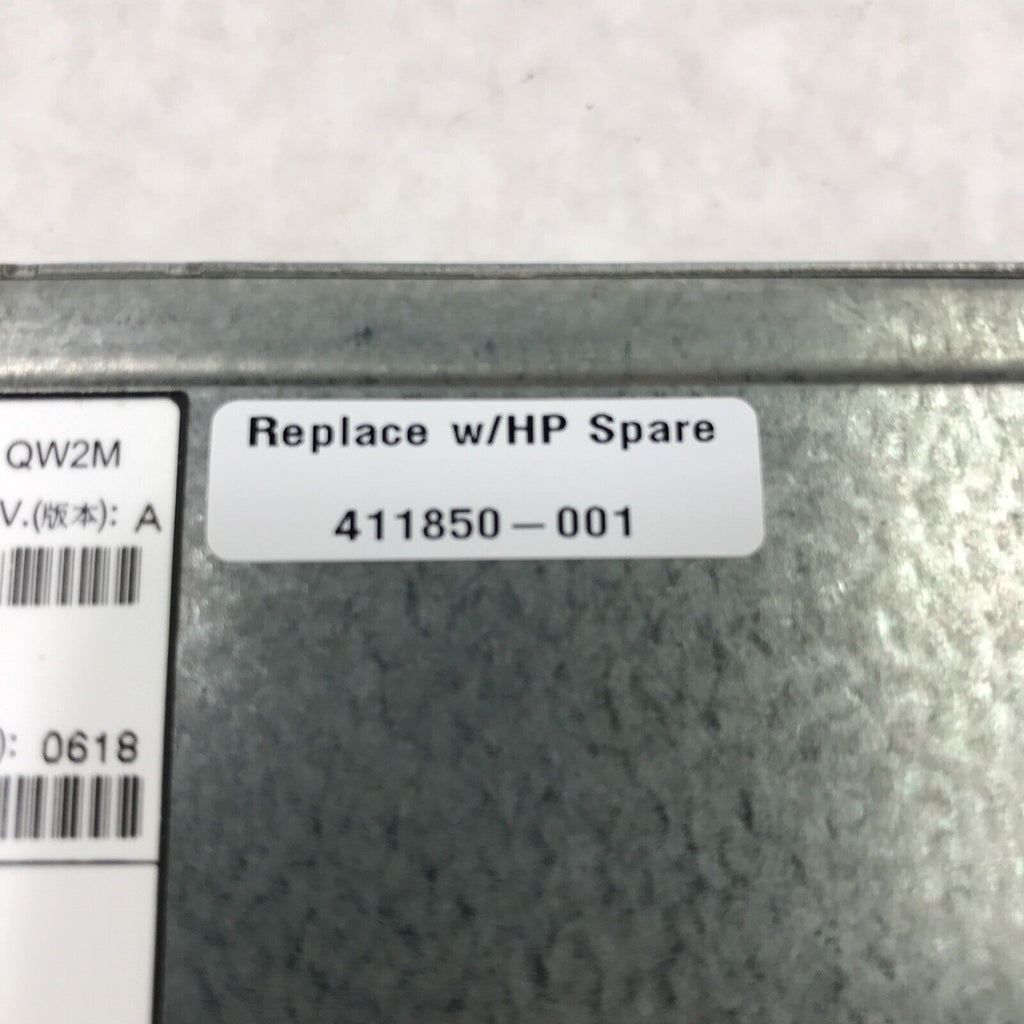 QW2M
V.(版本): A
): 0618
Replace w/HP Spare
411850-001